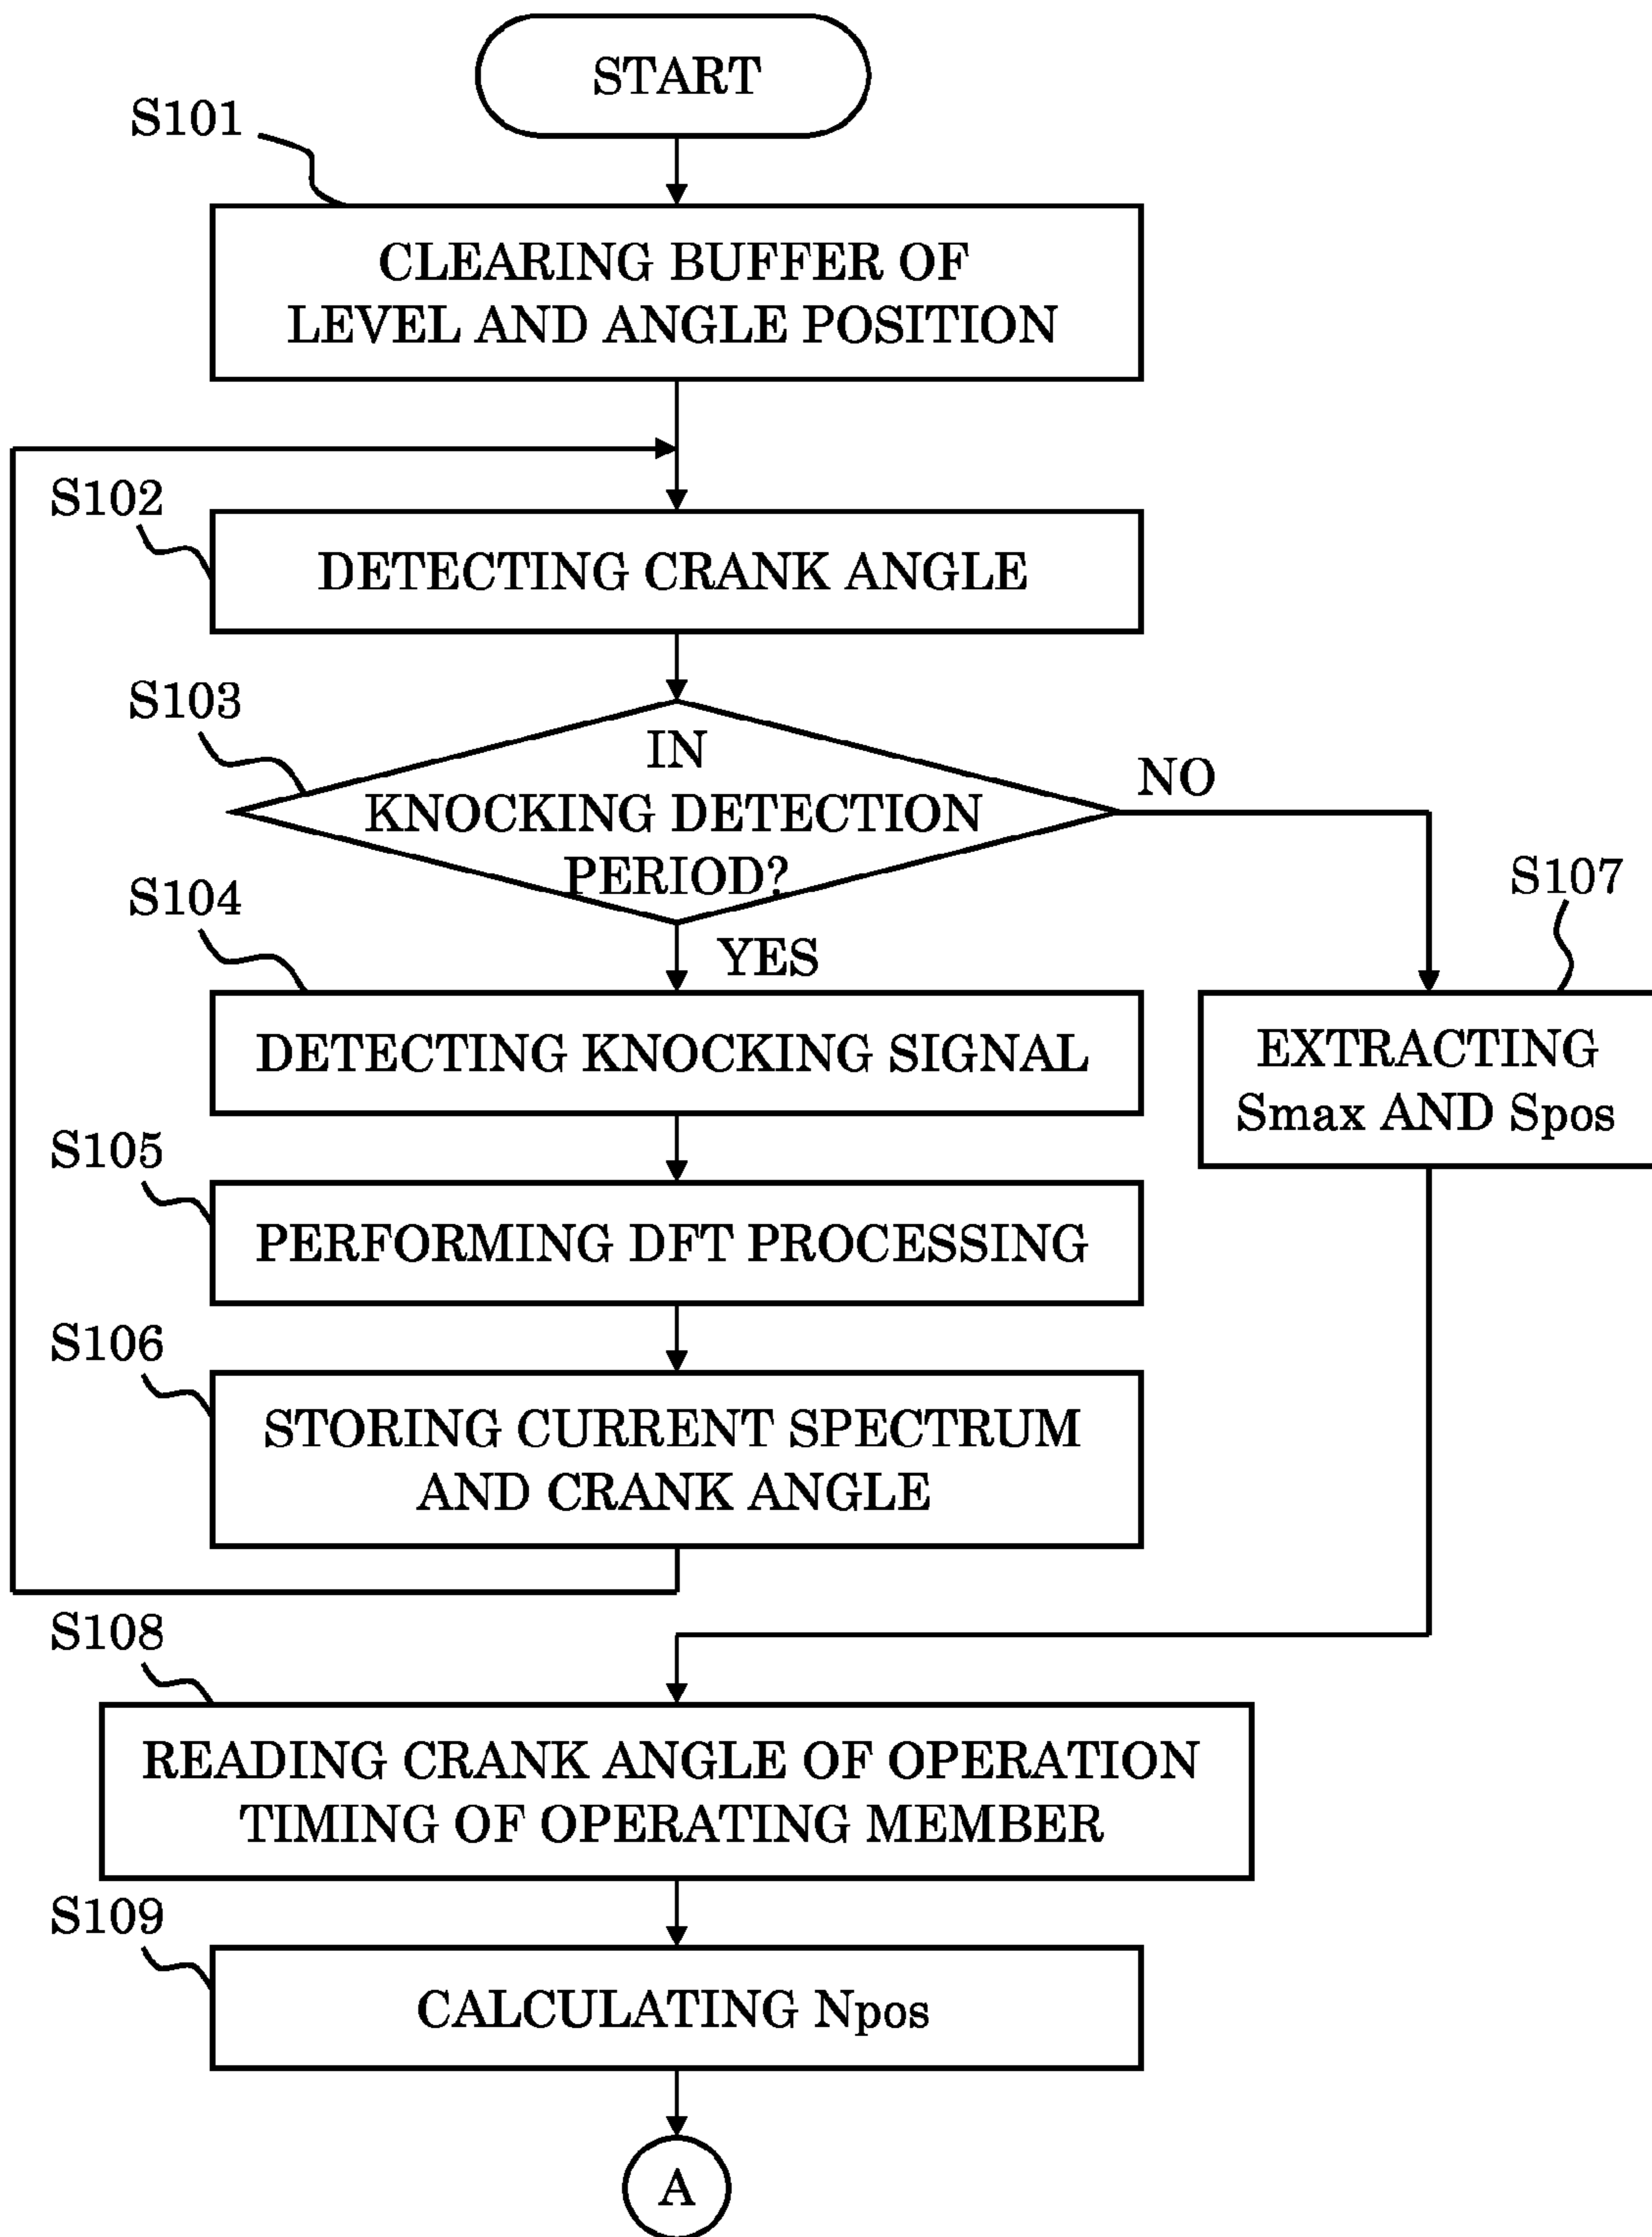 START
S101
CLEARING BUFFER OF
LEVEL AND ANGLE POSITION
S102
DETECTING CRANK ANGLE
S103
IN
KNOCKING DETECTION
PERIOD?
NO
YES
S104
DETECTING KNOCKING SIGNAL
S107
EXTRACTING
Smax AND Spos
S105
PERFORMING DFT PROCESSING
S106
STORING CURRENT SPECTRUM
AND CRANK ANGLE
S108
READING CRANK ANGLE OF OPERATION
TIMING OF OPERATING MEMBER
S109
CALCULATING Npos
A